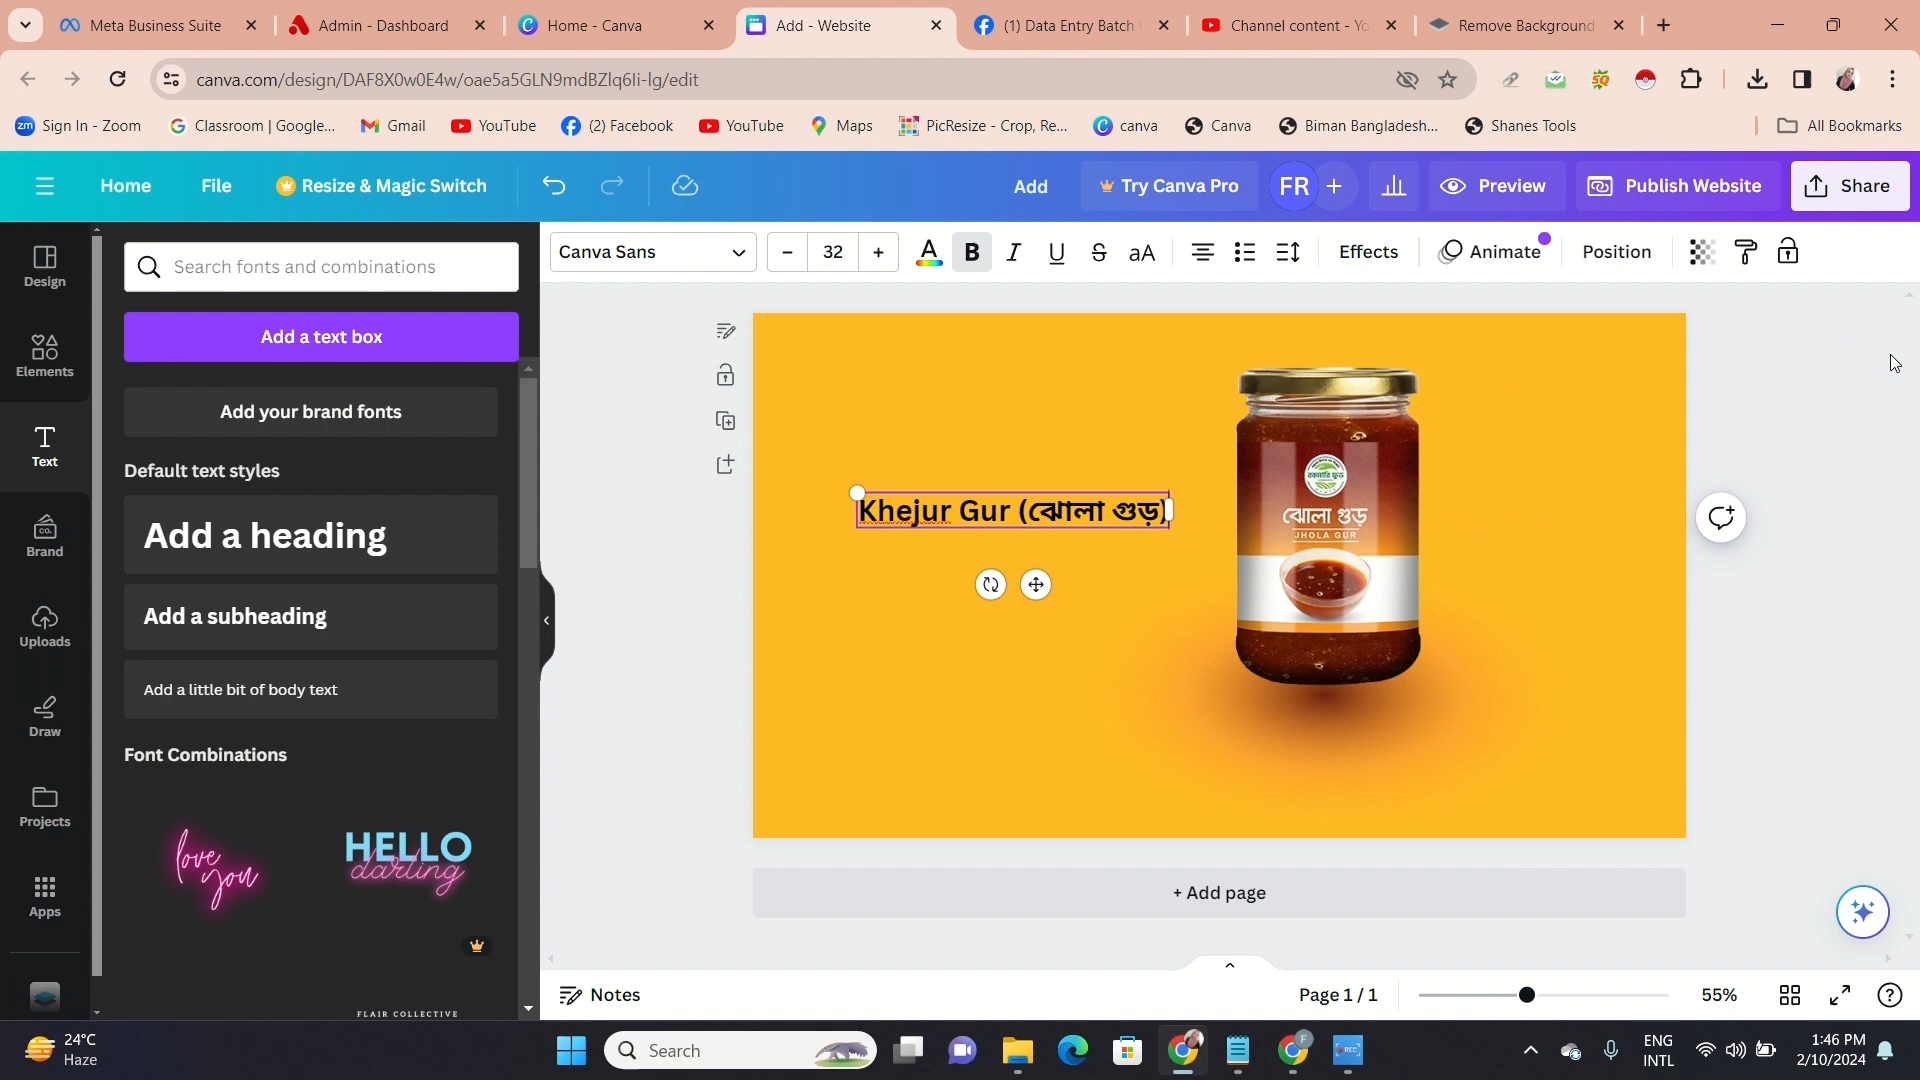 Meta Business Suite
Admin - Dashboard
Home - Canva
Add - Website
(1) Data Entry Batch
Channel content - Yo
Remove Background
canva.com/design/DAF8X0w0E4w/oae5a5GLN9mdBZlq6Ii-lg/edit
Sign In - Zoom
Classroom | Google...
Gmail
YouTube
(2) Facebook
YouTube
Maps
PicResize - Crop, Re...
canva
Canva
Biman Bangladesh...
Shanes Tools
All Bookmarks
Home
File
Resize & Magic Switch
Add
Try Canva Pro
FR
Preview
Publish Website
Share
Canva Sans
32
A
B
I
U
S
aA
Effects
Animate
Position
Design
Elements
Text
Brand
Uploads
Draw
Projects
Apps
Search fonts and combinations
Add a text box
Add your brand fonts
Default text styles
Add a heading
Add a subheading
Add a little bit of body text
Font Combinations
love
you
HELLO
darling
FLAIR COLLECTIVE
Khejur Gur (ঝোলা গুড়)
ঝোলা গুড়
JHOLA GUR
+ Add page
Notes
Page 1 / 1
55%
24°C
Haze
Search
ENG
INTL
1:46 PM
2/10/2024